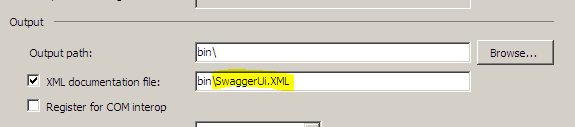 Output
Output path: bin\ Browse...
XML documentation file: bin\SwaggerUi.XML
Register for COM interop